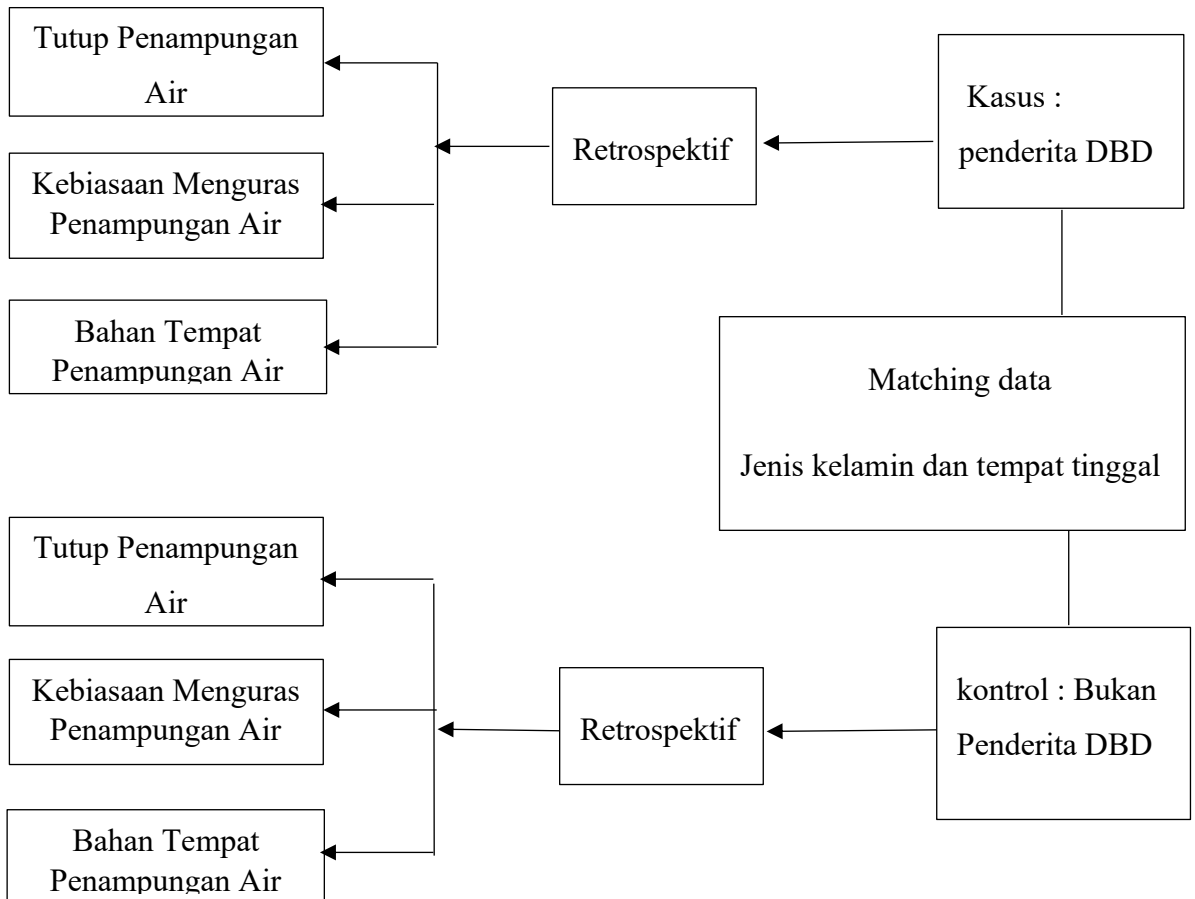 Tutup Penampungan
Air
Kebiasaan Menguras
Penampungan Air
Bahan Tempat
Penampungan Air
Retrospektif
Kasus :
penderita DBD
Matching data
Jenis kelamin dan tempat tinggal
Tutup Penampungan
Air
Kebiasaan Menguras
Penampungan Air
Bahan Tempat
Penampungan Air
Retrospektif
kontrol : Bukan
Penderita DBD